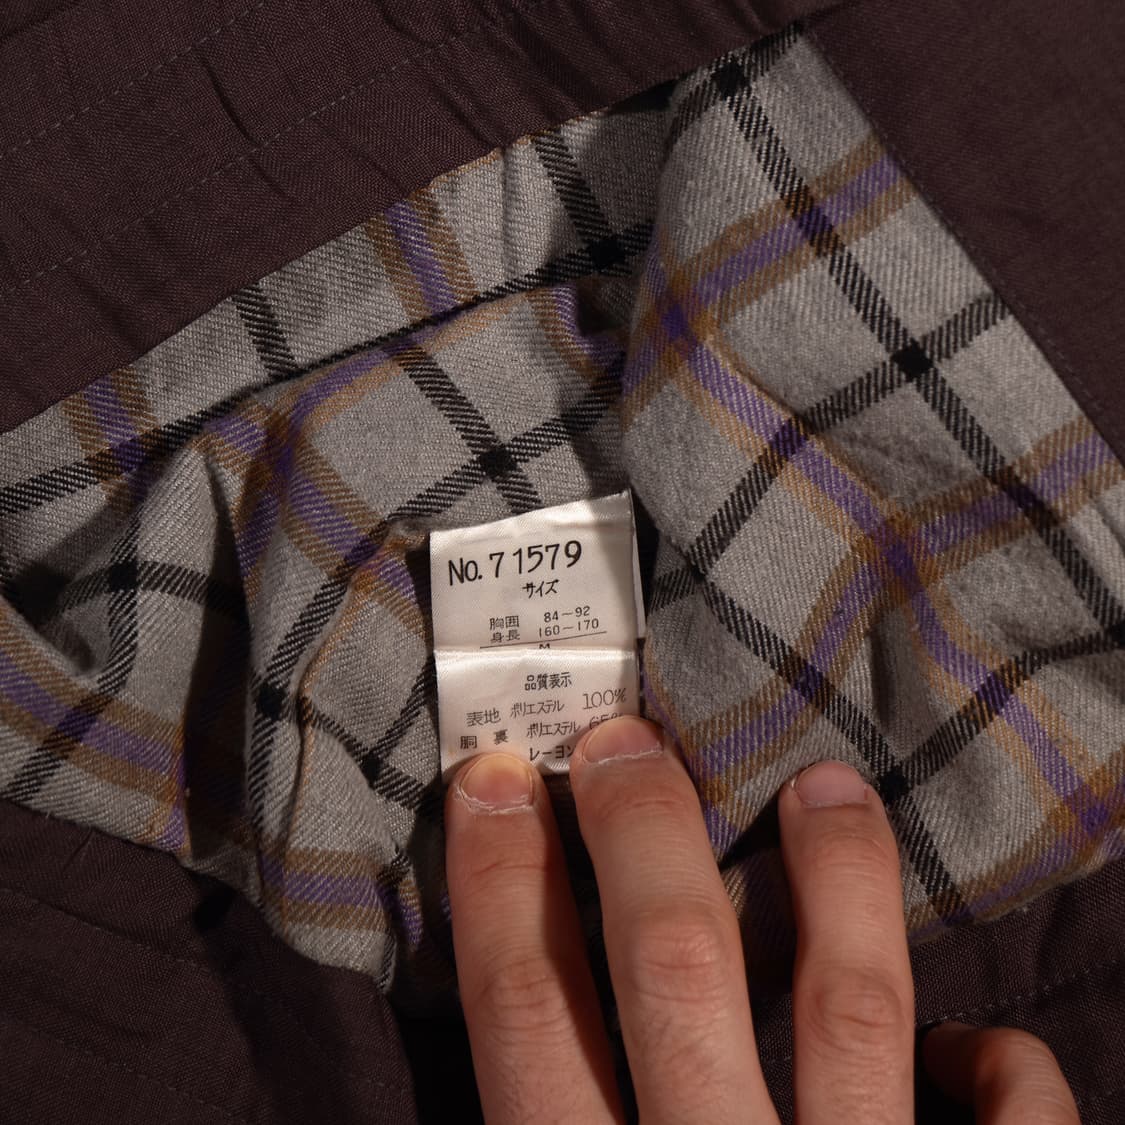 No.71579
サイズ
胸囲 84～92
身長 160～170
M
品質表示
表地 ポリエステル 100%
胴 裏 ポリエステル 65%
レーヨン